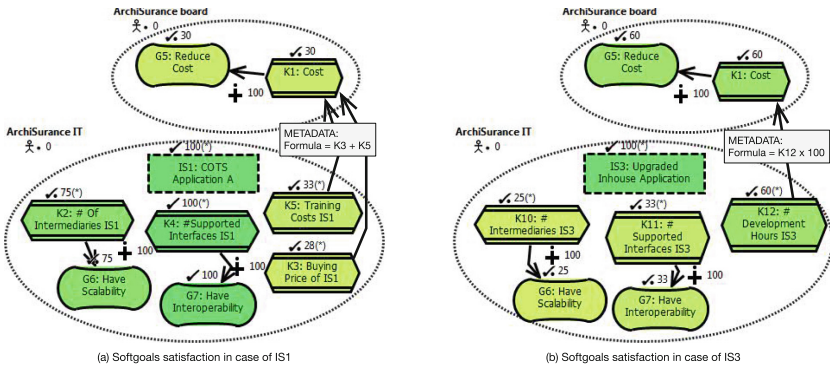 ArchiSurance board
0
30
G5: Reduce
Cost
30
K1: Cost
100
METADATA:
Formula = K3 + K5
ArchiSurance IT
0
100(*)
IS1: COTS
Application A
75(*)
K2: # Of
Intermediaries IS1
100(*)
K4: #Supported
Interfaces IS1
33(*)
K5: Training
Costs IS1
100
75
G6: Have
Scalability
100
100
G7: Have
Interoperability
28(*)
K3: Buying
Price of IS1
(a) Softgoals satisfaction in case of IS1
ArchiSurance board
0
60
G5: Reduce
Cost
60
K1: Cost
100
METADATA:
Formula = K12 x 100
ArchiSurance IT
0
100(*)
IS3: Upgraded
Inhouse Application
25(*)
K10: #
Intermediaries IS3
33(*)
K11: #
Supported
Interfaces IS3
60(*)
K12: #
Development
Hours IS3
100
25
G6: Have
Scalability
100
33
G7: Have
Interoperability
(b) Softgoals satisfaction in case of IS3